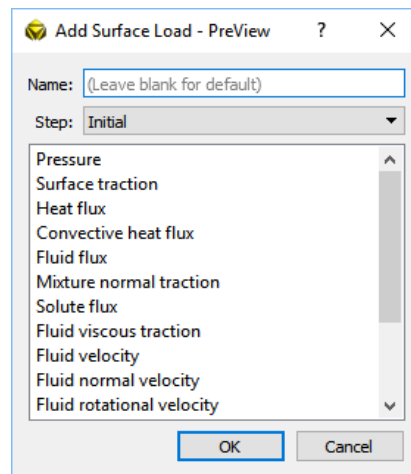 Add Surface Load - PreView ?
Name: (Leave blank for default)
Step: Initial
Pressure
Surface traction
Heat flux
Convective heat flux
Fluid flux
Mixture normal traction
Solute flux
Fluid viscous traction
Fluid velocity
Fluid normal velocity
Fluid rotational velocity
OK Cancel